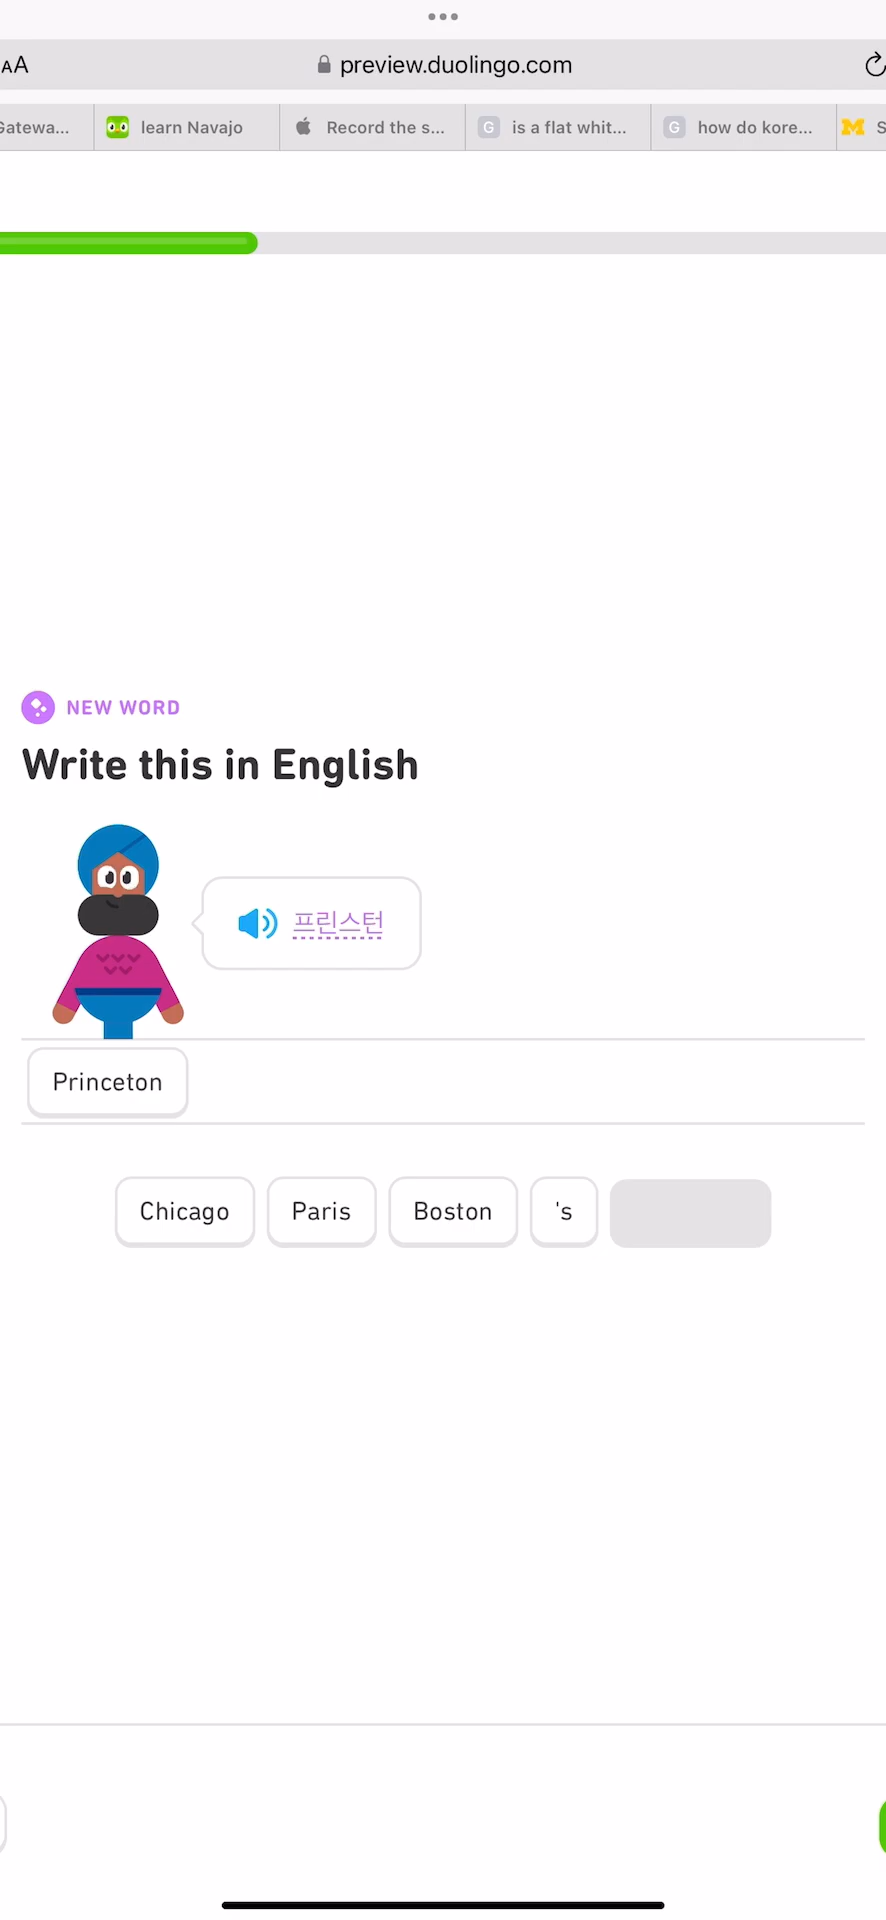 AA preview.duolingo.com
Gatewa... learn Navajo Record the s... G is a flat whit... G how do kore... M S
NEW WORD
Write this in English
프린스턴
Princeton
Chicago Paris Boston 's